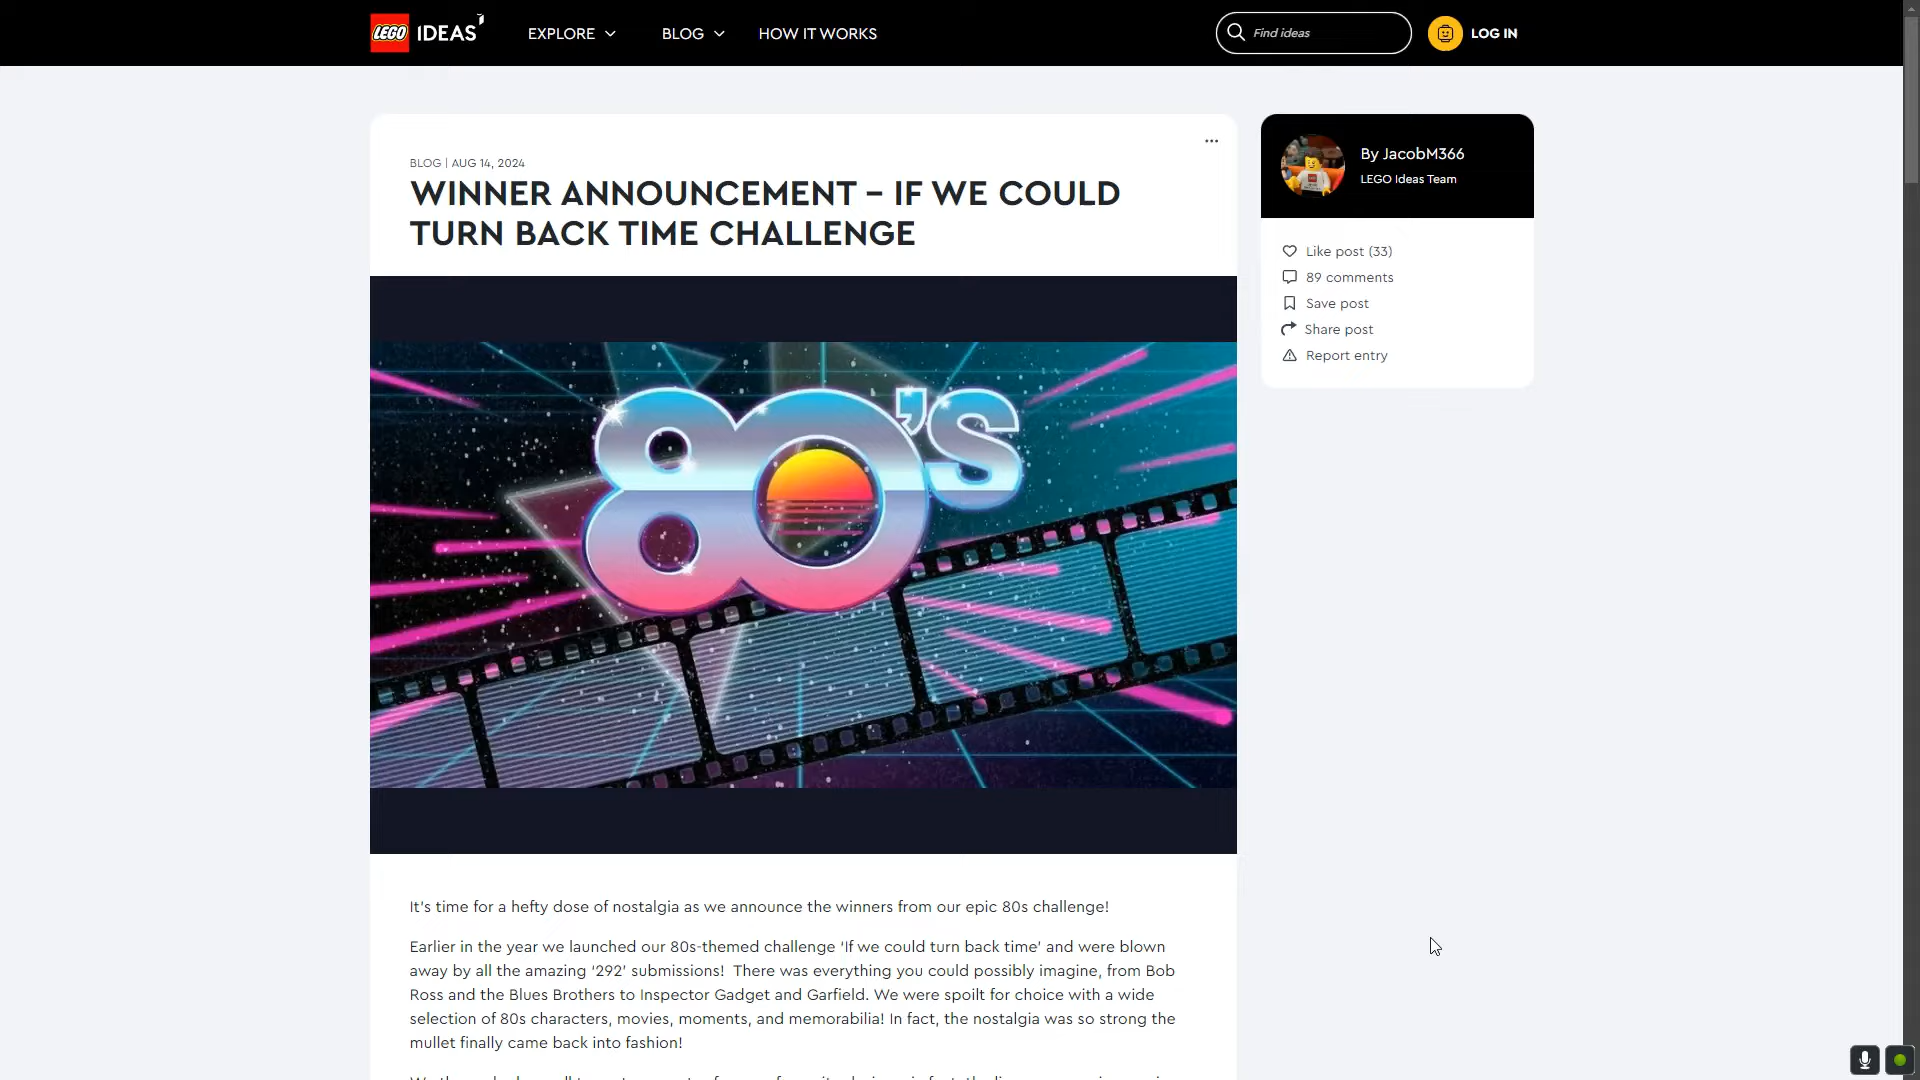 LEGO IDEAS
EXPLORE
BLOG
HOW IT WORKS
Find ideas
LOG IN
BLOG | AUG 14, 2024
WINNER ANNOUNCEMENT – IF WE COULD
TURN BACK TIME CHALLENGE
80'S
It's time for a hefty dose of nostalgia as we announce the winners from our epic 80s challenge!
Earlier in the year we launched our 80s-themed challenge ‘If we could turn back time’ and were blown
away by all the amazing ‘292’ submissions!  There was everything you could possibly imagine, from Bob
Ross and the Blues Brothers to Inspector Gadget and Garfield. We were spoilt for choice with a wide
selection of 80s characters, movies, moments, and memorabilia! In fact, the nostalgia was so strong the
mullet finally came back into fashion!
By JacobM366
LEGO Ideas Team
Like post (33)
89 comments
Save post
Share post
Report entry